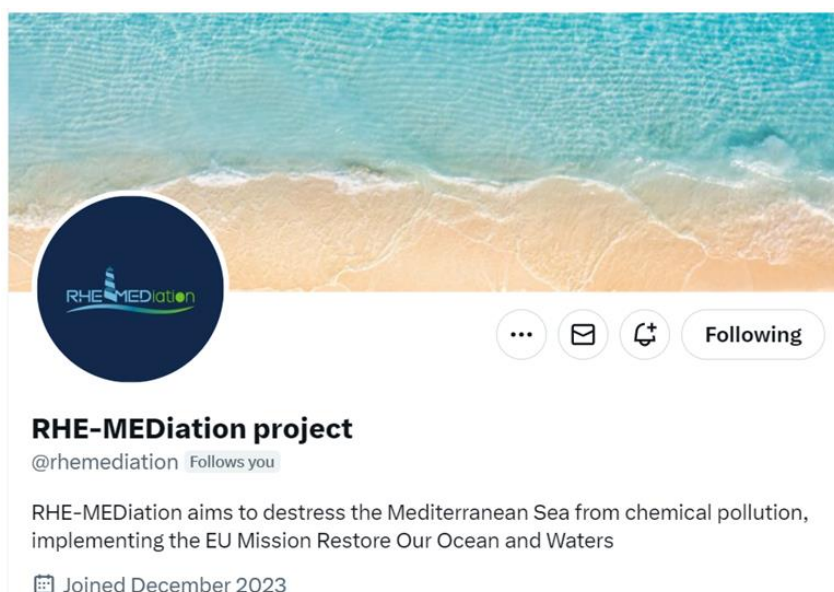 RHE MEDiation
Following
RHE-MEDiation project
@rhemediation Follows you
RHE-MEDiation aims to destress the Mediterranean Sea from chemical pollution,
implementing the EU Mission Restore Our Ocean and Waters
Joined December 2023